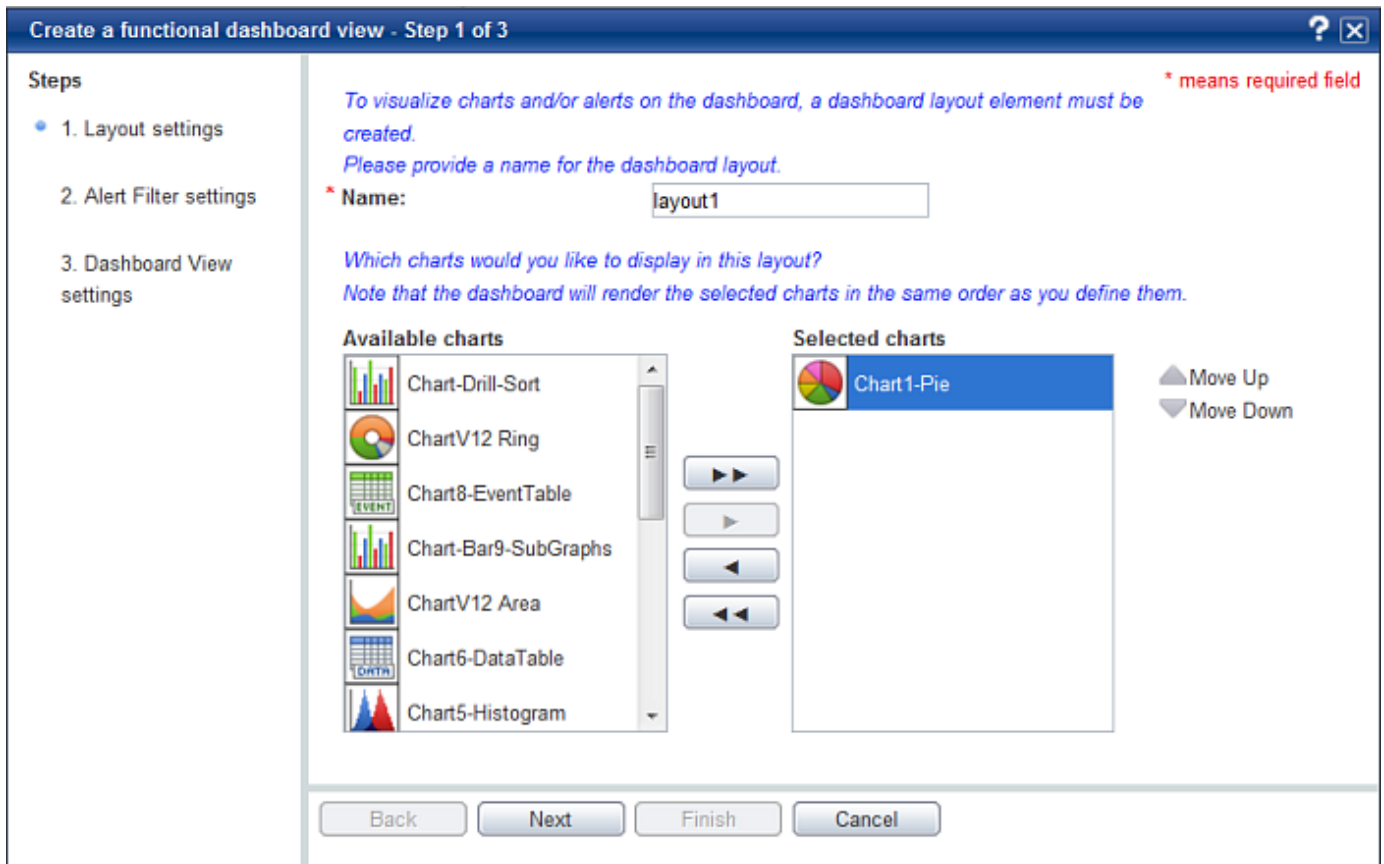 Create a functional dashboard view - Step 1 of 3
?
Steps
1. Layout settings
2. Alert Filter settings
3. Dashboard View
settings
* means required field
To visualize charts and/or alerts on the dashboard, a dashboard layout element must be
created.
Please provide a name for the dashboard layout.
* Name:
layout1
Which charts would you like to display in this layout?
Note that the dashboard will render the selected charts in the same order as you define them.
Available charts
Chart-Drill-Sort
ChartV12 Ring
EVENT
Chart8-EventTable
Chart-Bar9-SubGraphs
ChartV12 Area
DATA
Chart6-DataTable
Chart5-Histogram
Selected charts
Chart1-Pie
Move Up
Move Down
Back
Next
Finish
Cancel